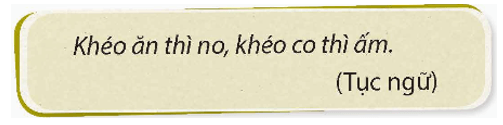 Khéo ăn thì no, khéo co thì ấm.
(Tục ngữ)